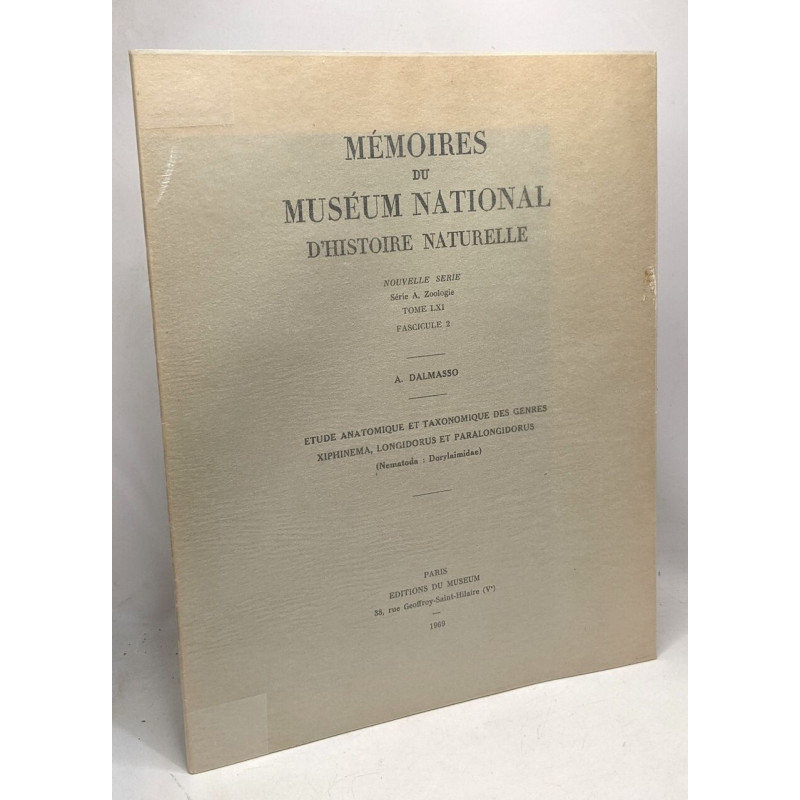 MÉMOIRES
DU
MUSÉUM NATIONAL
D'HISTOIRE NATURELLE
NOUVELLE SERIE
Série A, Zoologie
TOME LXI
FASCICULE 2
A. DALMASSO
ETUDE ANATOMIQUE ET TAXONOMIQUE DES GENRES
XIPHINEMA, LONGIDORUS ET PARALONGIDORUS
(Nematoda : Dorylaimidae)
PARIS
EDITIONS DU MUSEUM
38, rue Geoffroy-Saint-Hilaire (Vᵉ)
1969